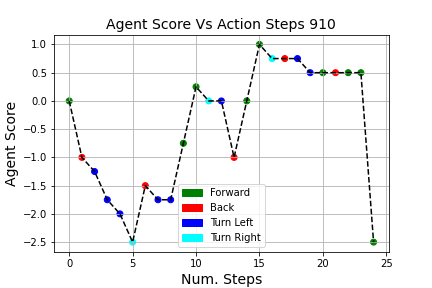 Agent Score Vs Action Steps 910
Agent Score
1.0
0.5
0.0
−0.5
−1.0
−1.5
−2.0
−2.5
Forward
Back
Turn Left
Turn Right
0 5 10 15 20 25
Num. Steps